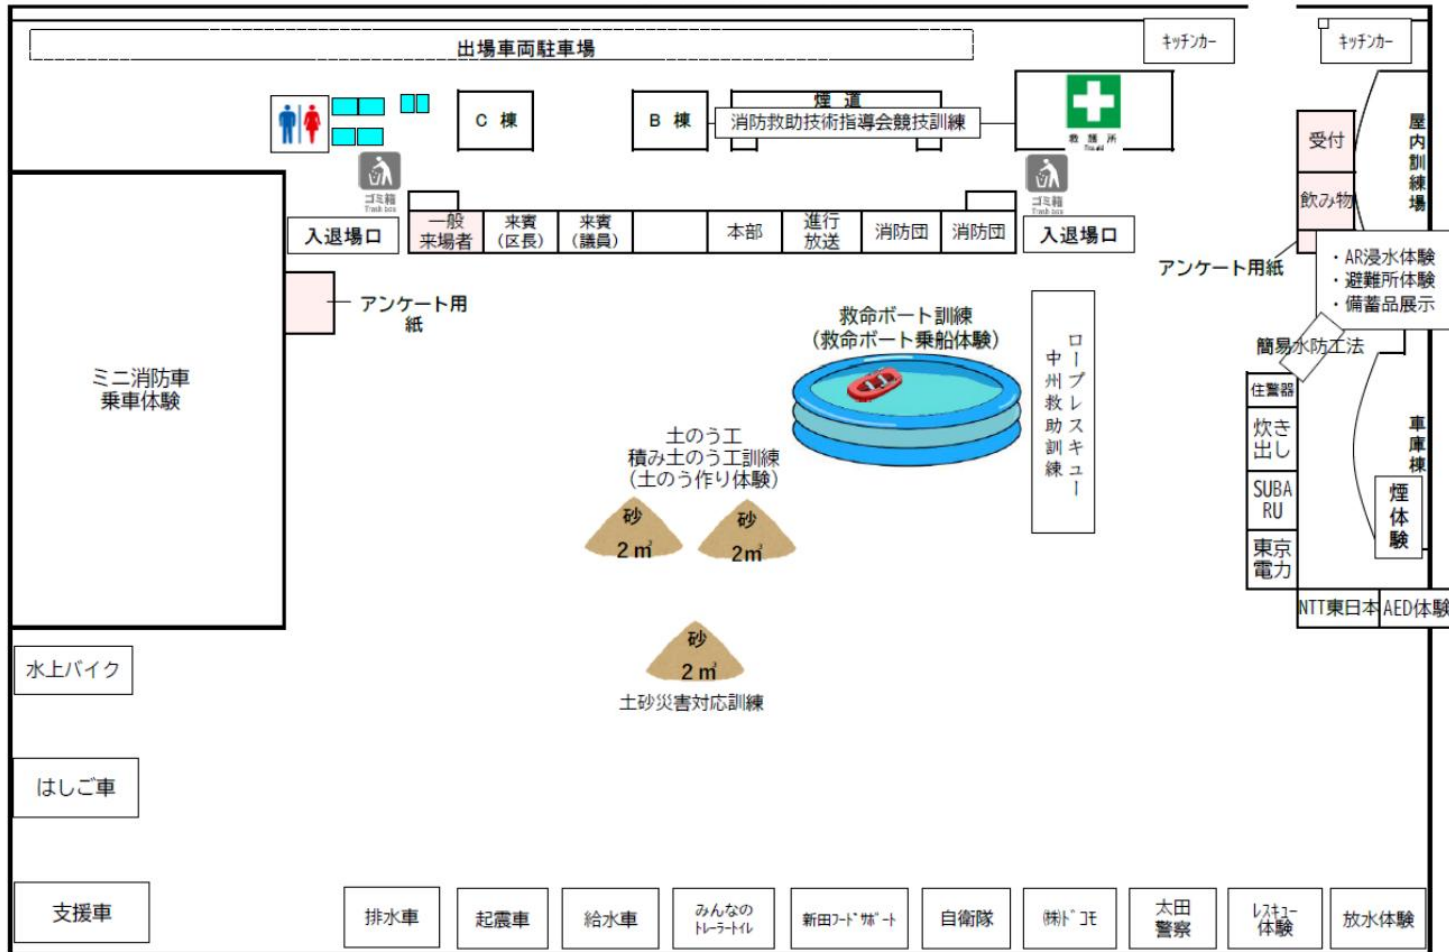 出場車両駐車場
キッチンカー
キッチンカー
C 棟
B 棟
煙 道
消防救助技術指導会競技訓練
救護所
受付
飲み物
屋内訓練場
ゴミ箱
Trash box
ゴミ箱
Trash box
入退場口
一般
来場者
来賓
(区長)
来賓
(議員)
本部
進行
放送
消防団
消防団
入退場口
アンケート用紙
・AR浸水体験
・避難所体験
・備蓄品展示
アンケート用
紙
ミニ消防車
乗車体験
救命ボート訓練
(救命ボート乗船体験)
ロープレスキュー
中州救助訓練
簡易水防工法
住警器
炊き
出し
SUBA
RU
東京
電力
車庫棟
煙体験
NTT東日本
AED体験
土のう工
積み土のう工訓練
(土のう作り体験)
砂
2㎥
砂
2㎥
砂
2㎥
土砂災害対応訓練
水上バイク
はしご車
支援車
排水車
起震車
給水車
みんなの
ﾄﾚｰﾗｰﾄｲﾚ
新田ﾌｰﾄﾞｻﾎﾟｰﾄ
自衛隊
㈱ﾄﾞｺﾓ
太田
警察
ﾚｽｷｭｰ
体験
放水体験